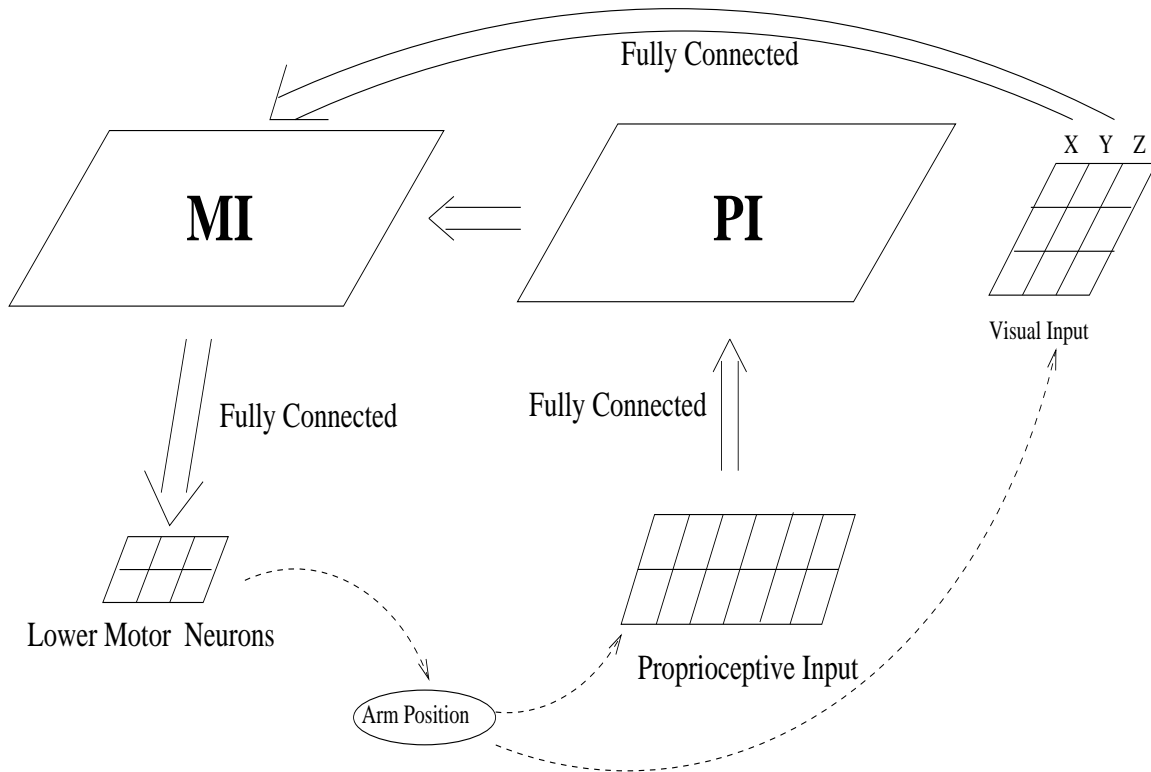 Fully Connected
X Y Z
MI
PI
Visual Input
Fully Connected
Fully Connected
Lower Motor Neurons
Proprioceptive Input
Arm Position